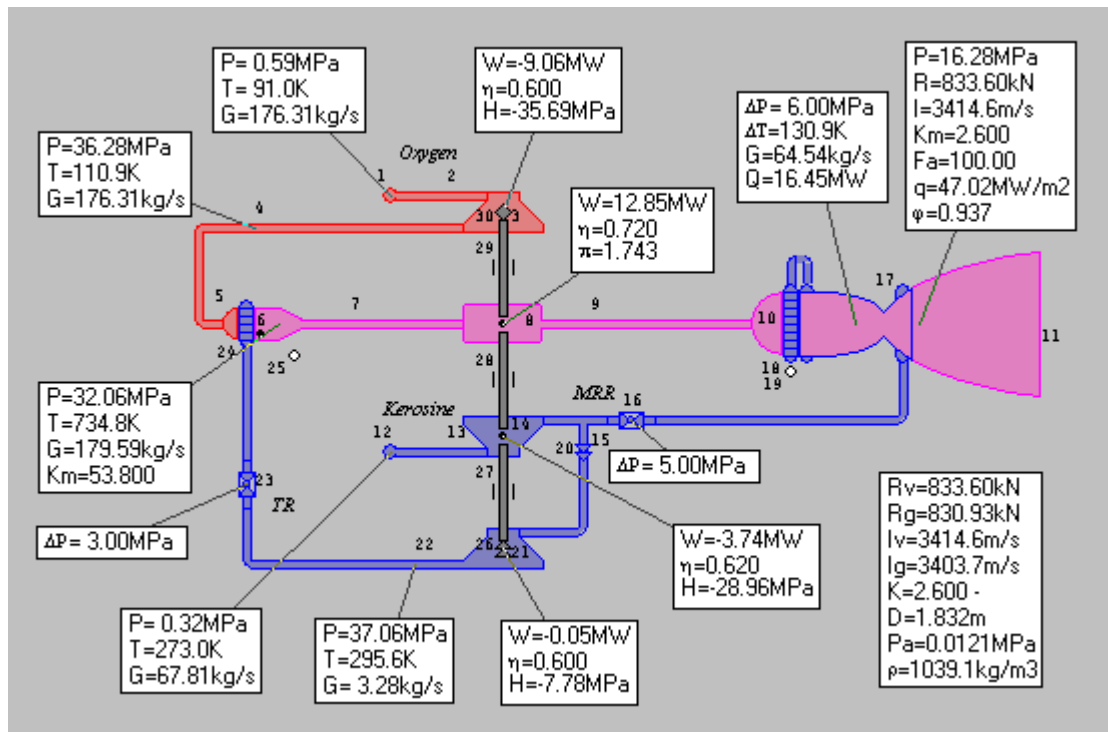 P= 0.59MPa
T= 91.0K
G=176.31kg/s
W=-9.06MW
η=0.600
H=-35.69MPa
P=16.28MPa
R=833.60kN
I=3414.6m/s
Km=2.600
Fa=100.00
q=47.02MW/m2
φ=0.937
ΔP= 6.00MPa
ΔT=130.9K
G=64.54kg/s
Q=16.45MW
P=36.28MPa
T=110.9K
G=176.31kg/s
Oxygen
1
2
4
30
3
W=12.85MW
η=0.720
π=1.743
29
17
5
6
7
8
9
10
11
24
25
28
18
19
P=32.06MPa
T=734.8K
G=179.59kg/s
Km=53.800
Kerosine
MRR
12
13
14
16
20
15
ΔP= 5.00MPa
27
23
TR
ΔP= 3.00MPa
22
26
21
W=-3.74MW
η=0.620
H=-28.96MPa
Rv=833.60kN
Rg=830.93kN
Iv=3414.6m/s
Ig=3403.7m/s
K=2.600 -
D=1.832m
Pa=0.0121MPa
ρ=1039.1kg/m3
P= 0.32MPa
T=273.0K
G=67.81kg/s
P=37.06MPa
T=295.6K
G= 3.28kg/s
W=-0.05MW
η=0.600
H=-7.78MPa